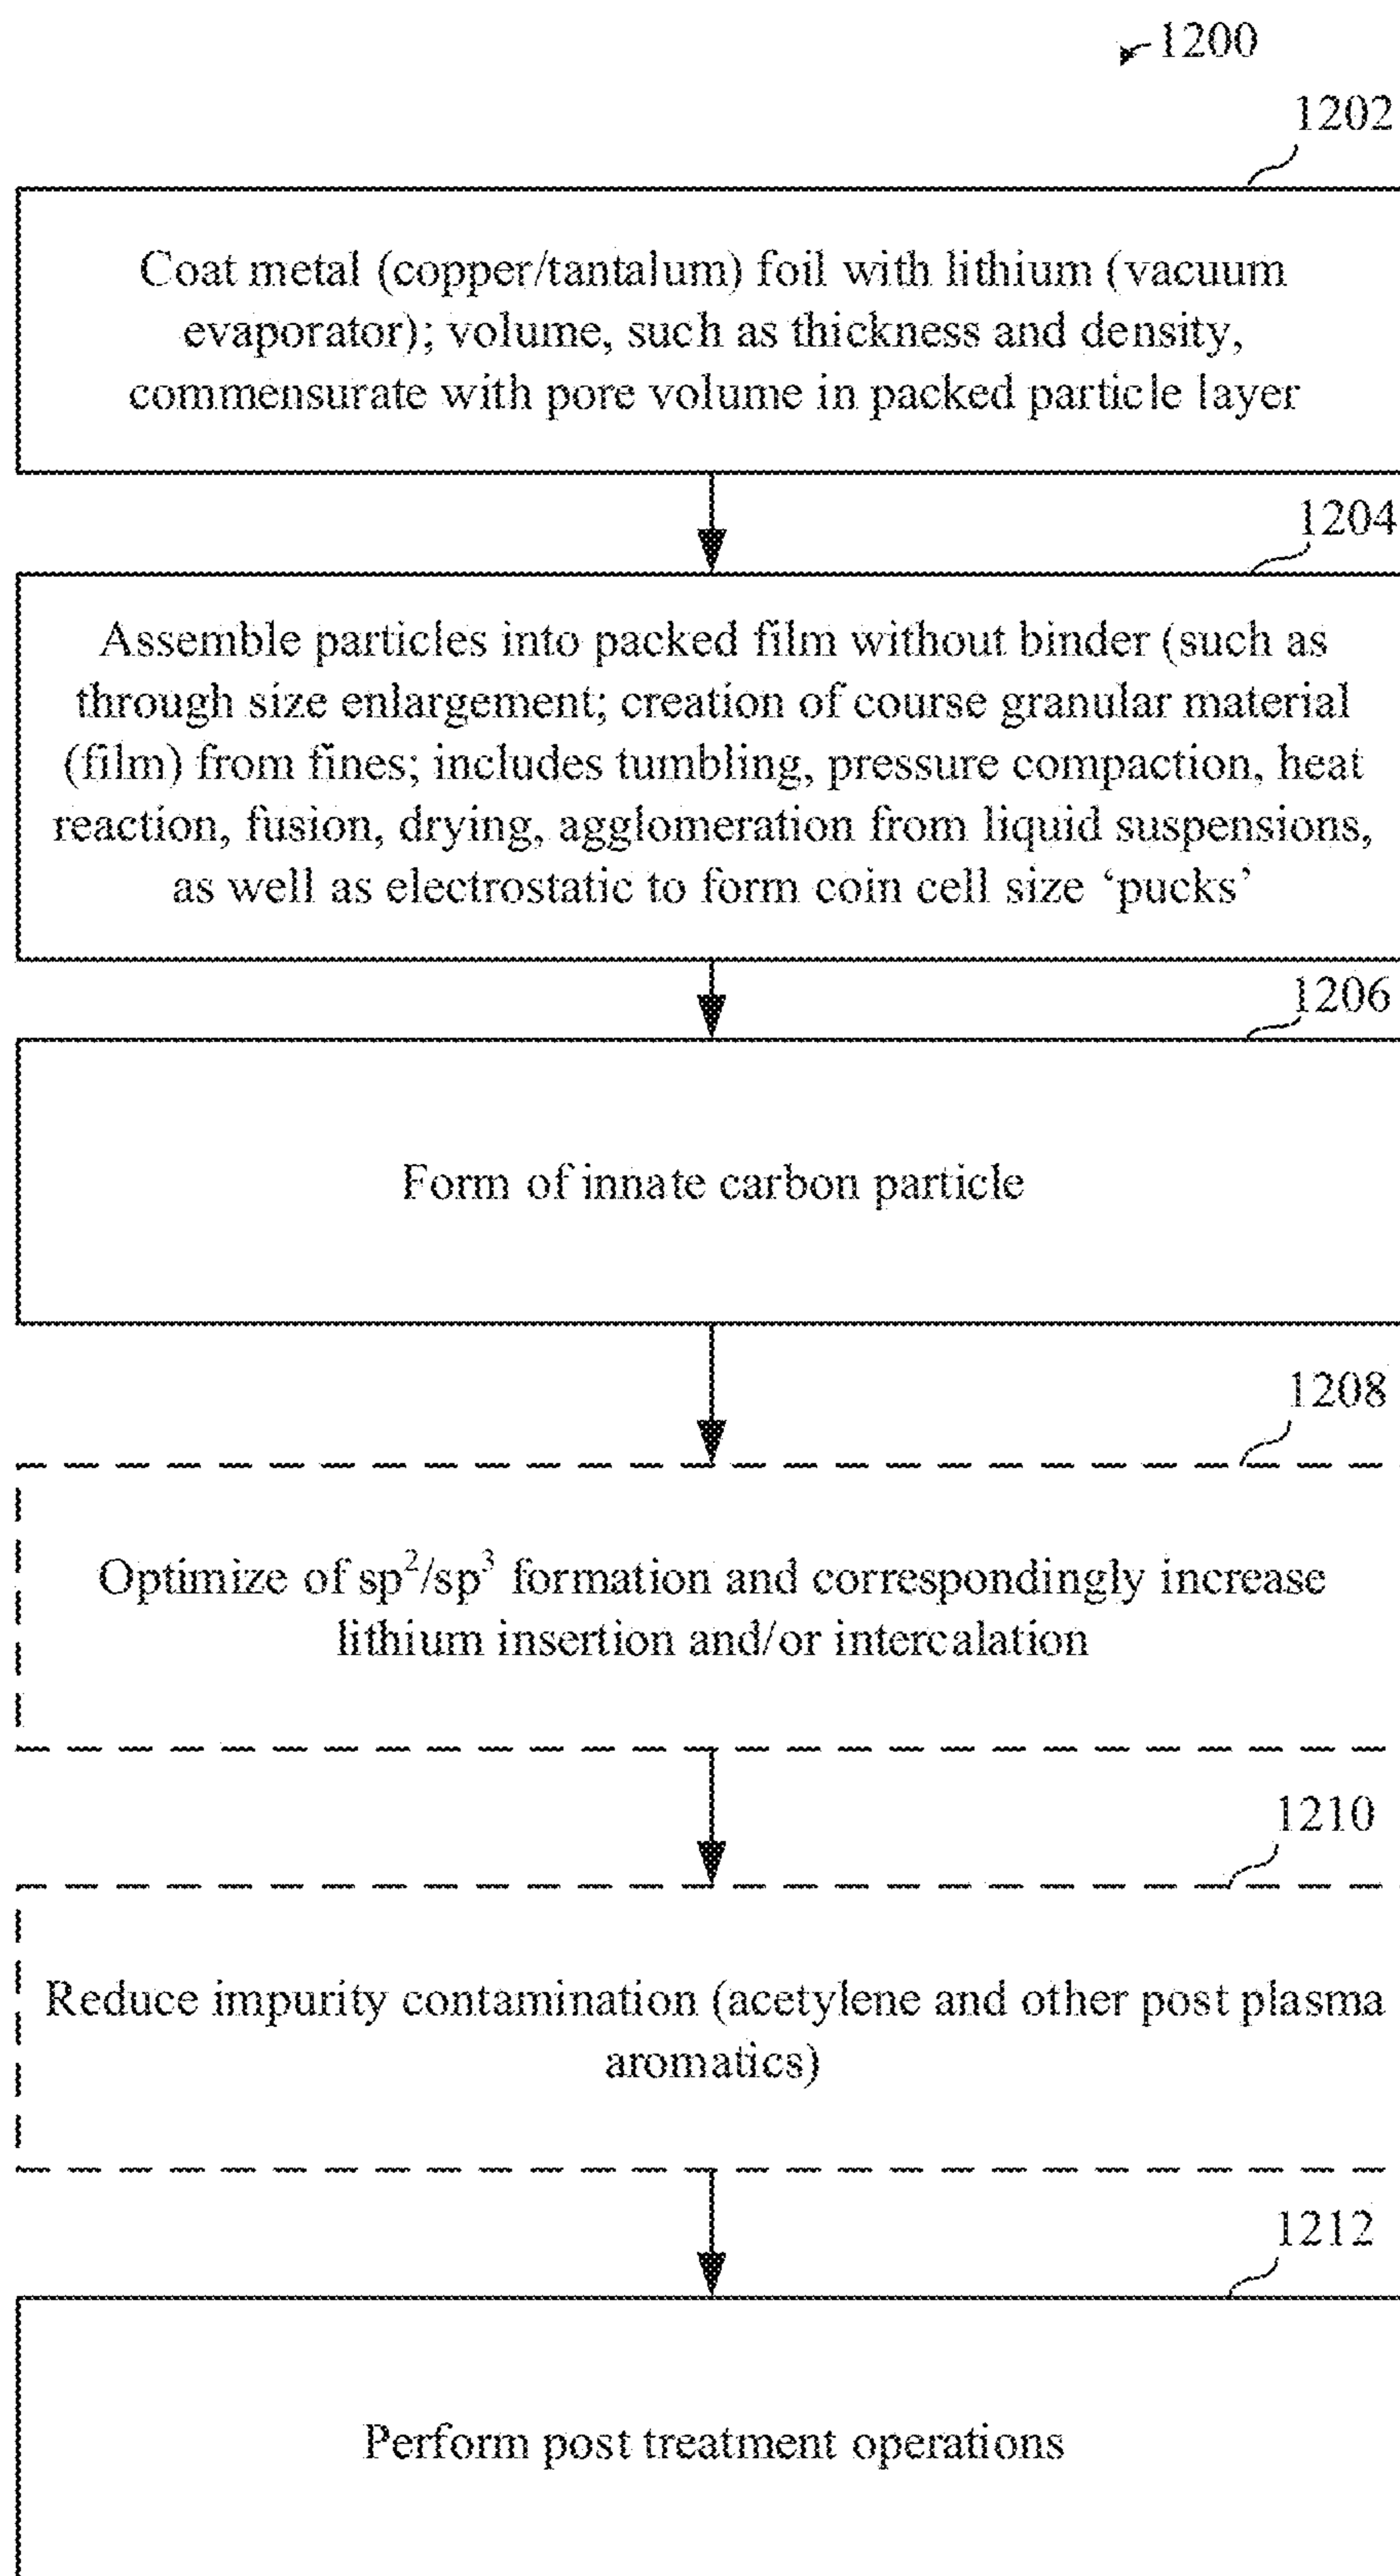 1200
1202
Coat metal (copper/tantalum) foil with lithium (vacuum
evaporator); volume, such as thickness and density,
commensurate with pore volume in packed particle layer
1204
Assemble particles into packed film without binder (such as
through size enlargement; creation of course granular material
(film) from fines; includes tumbling, pressure compaction, heat
reaction, fusion, drying, agglomeration from liquid suspensions,
as well as electrostatic to form coin cell size ‘pucks’
1206
Form of innate carbon particle
1208
Optimize of sp²/sp³ formation and correspondingly increase
lithium insertion and/or intercalation
1210
Reduce impurity contamination (acetylene and other post plasma
aromatics)
1212
Perform post treatment operations